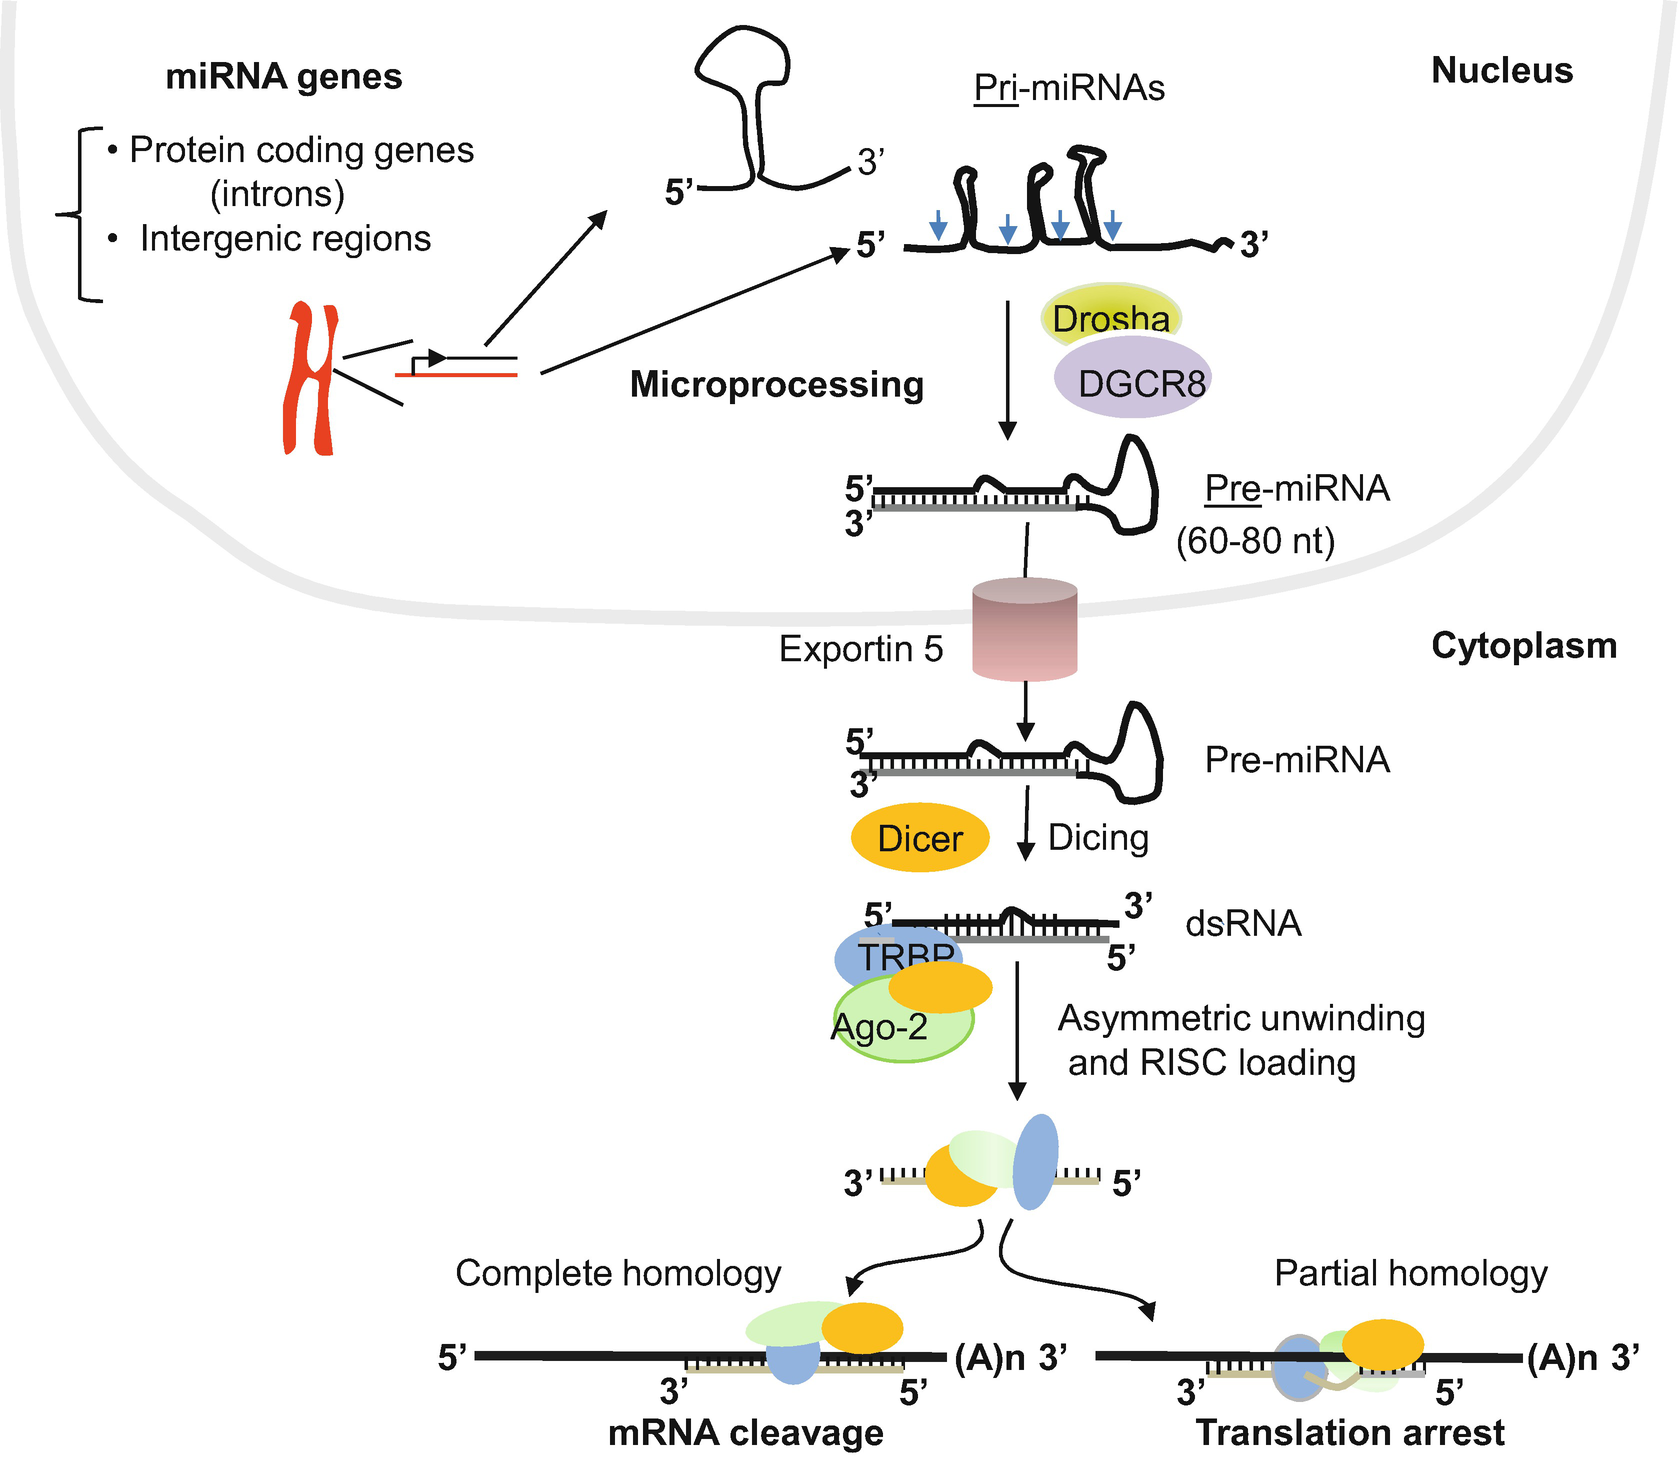 miRNA genes
• Protein coding genes
(introns)
• Intergenic regions
Nucleus
Pri-miRNAs
5’
3’
5’
3’
Drosha
DGCR8
Microprocessing
5’
3’
Pre-miRNA
(60-80 nt)
Exportin 5
Cytoplasm
5’
3’
Pre-miRNA
Dicer
Dicing
5’
3’
dsRNA
5’
TRBP
Ago-2
Asymmetric unwinding
and RISC loading
3’
5’
Complete homology
Partial homology
5’
(A)n 3’
(A)n 3’
3’
5’
3’
5’
mRNA cleavage
Translation arrest